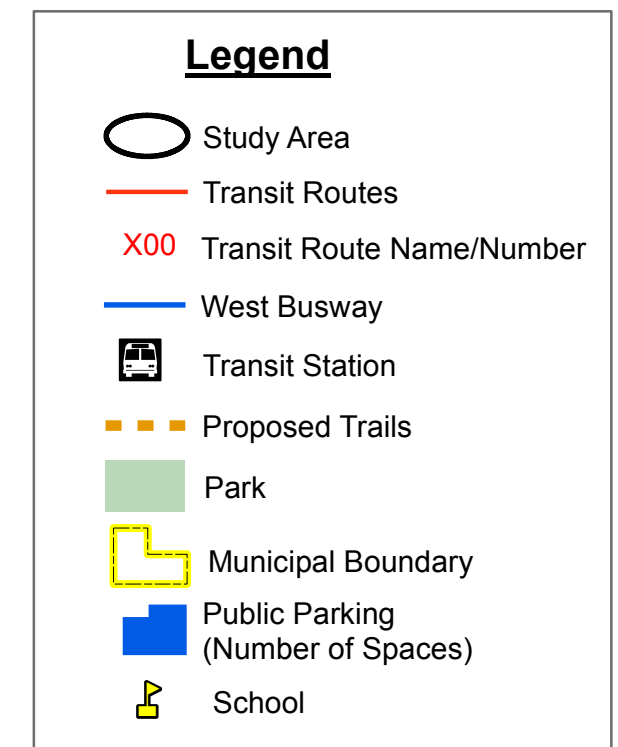 Legend
Study Area
Transit Routes
X00 Transit Route Name/Number
West Busway
Transit Station
Proposed Trails
Park
Municipal Boundary
Public Parking
(Number of Spaces)
School